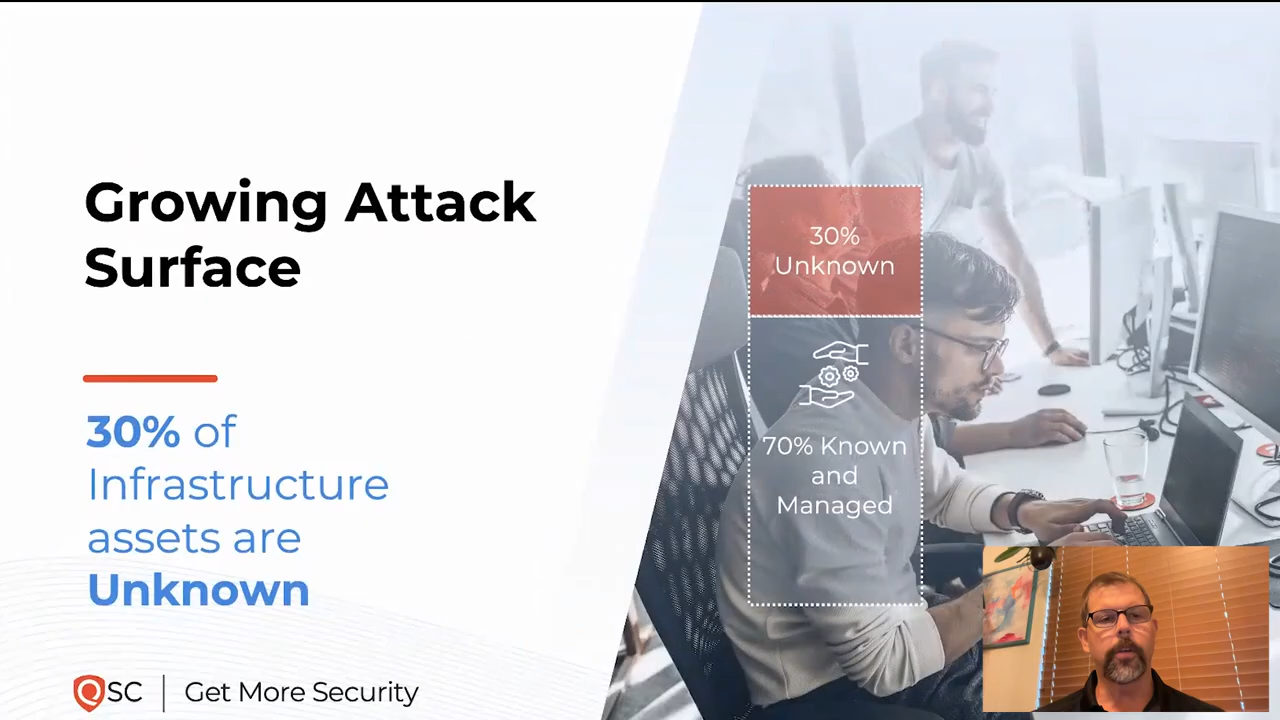 Growing Attack
Surface
30% of
Infrastructure
assets are
Unknown
30%
Unknown
70% Known
and
Managed
QSC | Get More Security